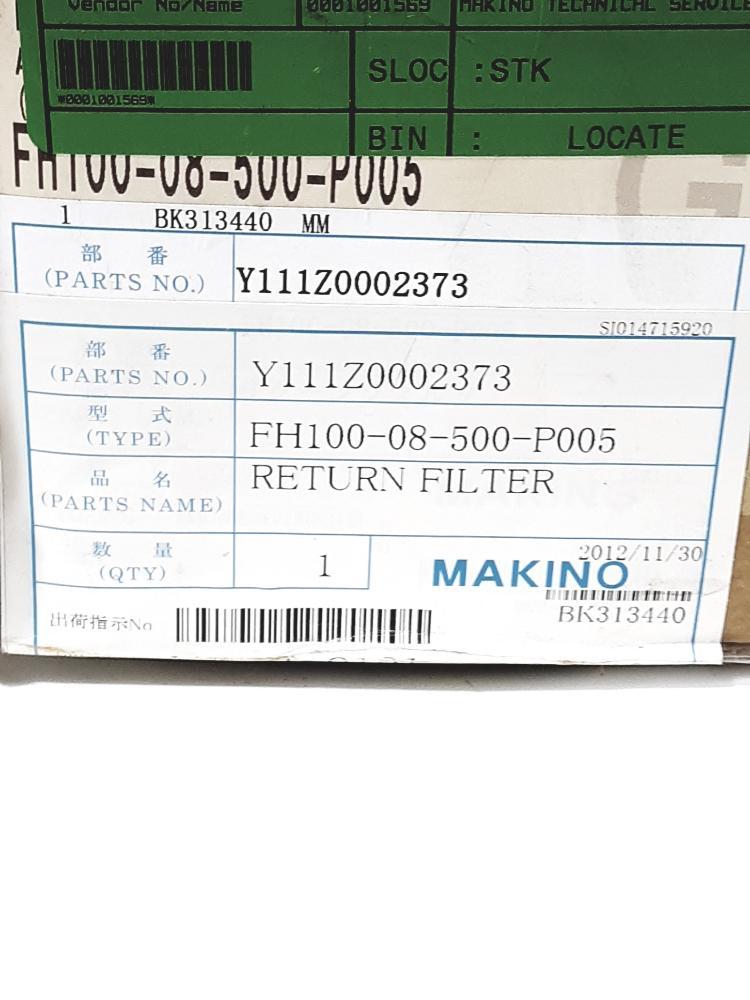 Vendor No/Name 0001001569 MAKINO TECHNICAL SERVICE
*0001001569* SLOC :STK
BIN : LOCATE
FH100-08-500-P005
1 BK313440 MM
部 番
(PARTS NO.) Y111Z0002373
SI014715920
部 番
(PARTS NO.) Y111Z0002373
型 式
(TYPE) FH100-08-500-P005
品 名
(PARTS NAME) RETURN FILTER
数 量
(QTY) 1
2012/11/30
MAKINO
BK313440
出荷指示No